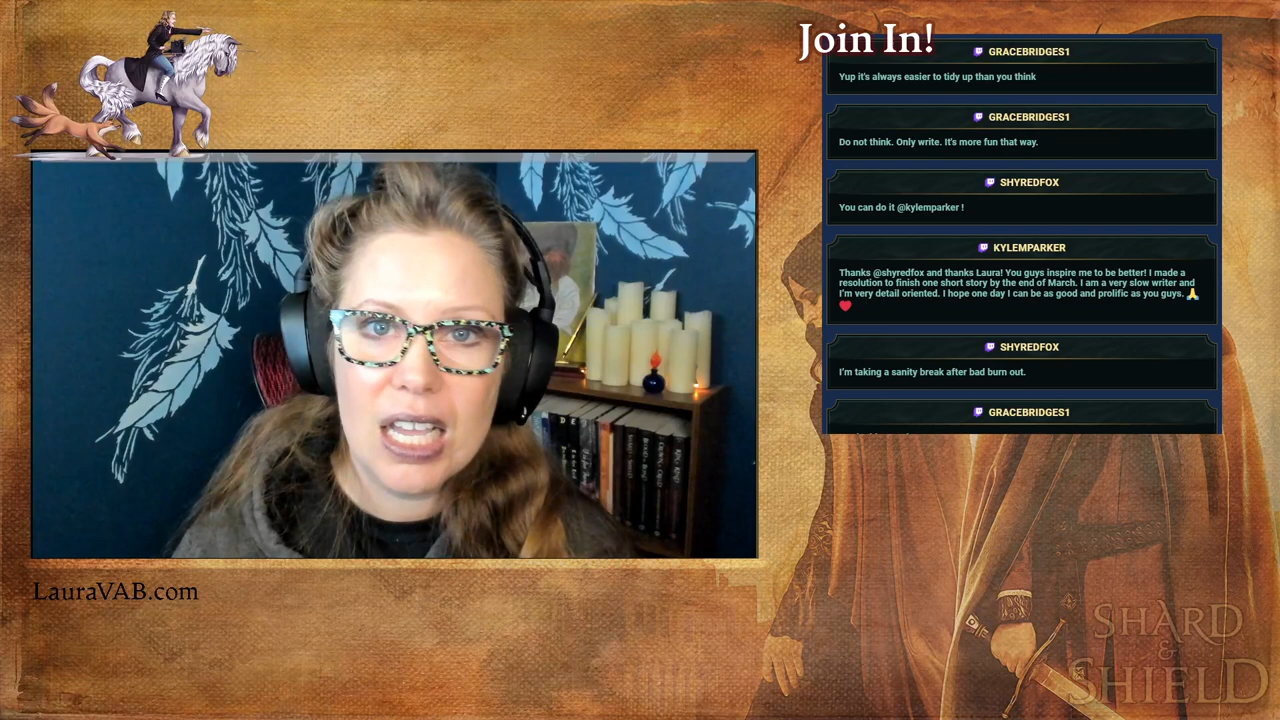 Join In!
GRACEBRIDGES1
Yup it's always easier to tidy up than you think
GRACEBRIDGES1
Do not think. Only write. It's more fun that way.
SHYREDFOX
You can do it @kylemparker !
KYLEMPARKER
Thanks @shyredfox and thanks Laura! You guys inspire me to be better! I made a
resolution to finish one short story by the end of March. I am a very slow writer and
I'm very detail oriented. I hope one day I can be as good and prolific as you guys. 🙏
❤️
SHYREDFOX
I'm taking a sanity break after bad burn out.
GRACEBRIDGES1
LauraVAB.com
SHARD
&
SHIELD